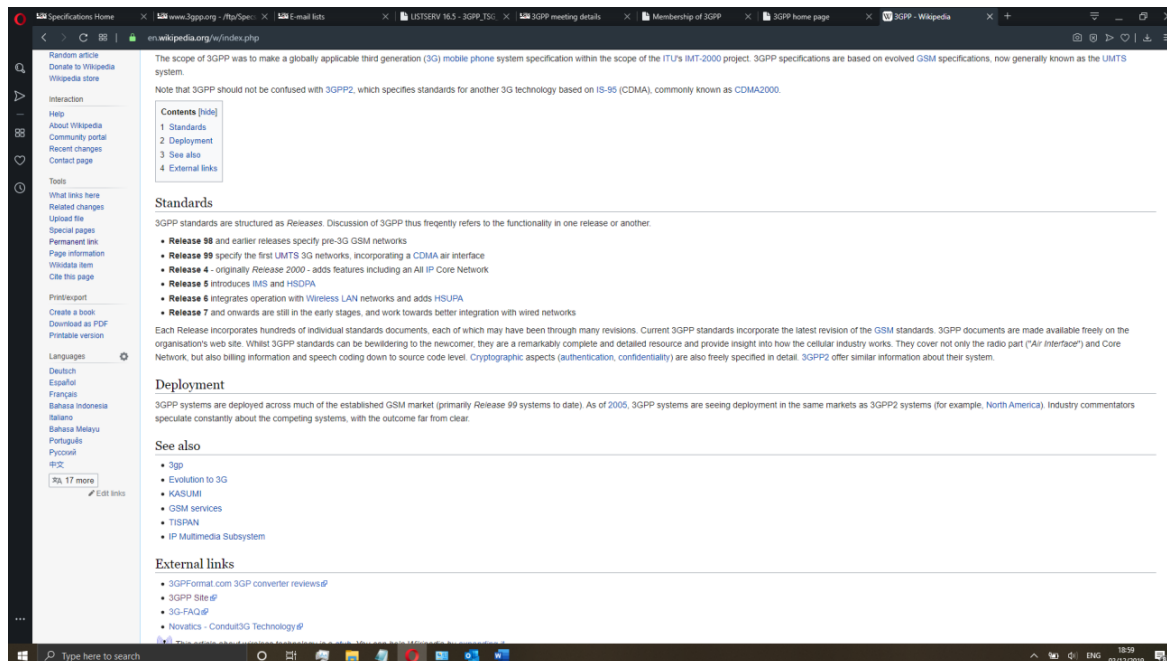 Specifications Home
www.3gpp.org - /ftp/Specs
E-mail lists
LISTSERV 16.5 - 3GPP_TSG_
3GPP meeting details
Membership of 3GPP
3GPP home page
3GPP - Wikipedia
en.wikipedia.org/w/index.php
Random article
Donate to Wikipedia
Wikipedia store
Interaction
Help
About Wikipedia
Community portal
Recent changes
Contact page
Tools
What links here
Related changes
Upload file
Special pages
Permanent link
Page information
Wikidata item
Cite this page
Print/export
Create a book
Download as PDF
Printable version
Languages
Deutsch
Español
Français
Bahasa Indonesia
Italiano
Bahasa Melayu
Português
Русский
中文
17 more
Edit links
The scope of 3GPP was to make a globally applicable third generation (3G) mobile phone system specification within the scope of the ITU's IMT-2000 project. 3GPP specifications are based on evolved GSM specifications, now generally known as the UMTS
system.
Note that 3GPP should not be confused with 3GPP2, which specifies standards for another 3G technology based on IS-95 (CDMA), commonly known as CDMA2000.
Contents [hide]
1 Standards
2 Deployment
3 See also
4 External links
Standards
3GPP standards are structured as Releases. Discussion of 3GPP thus freqently refers to the functionality in one release or another.
• Release 98 and earlier releases specify pre-3G GSM networks
• Release 99 specify the first UMTS 3G networks, incorporating a CDMA air interface
• Release 4 - originally Release 2000 - adds features including an All IP Core Network
• Release 5 introduces IMS and HSDPA
• Release 6 integrates operation with Wireless LAN networks and adds HSUPA
• Release 7 and onwards are still in the early stages, and work towards better integration with wired networks
Each Release incorporates hundreds of individual standards documents, each of which may have been through many revisions. Current 3GPP standards incorporate the latest revision of the GSM standards. 3GPP documents are made available freely on the
organisation's web site. Whilst 3GPP standards can be bewildering to the newcomer, they are a remarkably complete and detailed resource and provide insight into how the cellular industry works. They cover not only the radio part ("Air Interface") and Core
Network, but also billing information and speech coding down to source code level. Cryptographic aspects (authentication, confidentiality) are also freely specified in detail. 3GPP2 offer similar information about their system.
Deployment
3GPP systems are deployed across much of the established GSM market (primarily Release 99 systems to date). As of 2005, 3GPP systems are seeing deployment in the same markets as 3GPP2 systems (for example, North America). Industry commentators
speculate constantly about the competing systems, with the outcome far from clear.
See also
• 3gp
• Evolution to 3G
• KASUMI
• GSM services
• TISPAN
• IP Multimedia Subsystem
External links
• 3GPFormat.com 3GP converter reviews
• 3GPP Site
• 3G-FAQ
• Novatics - Conduit3G Technology
Type here to search
ENG
18:59